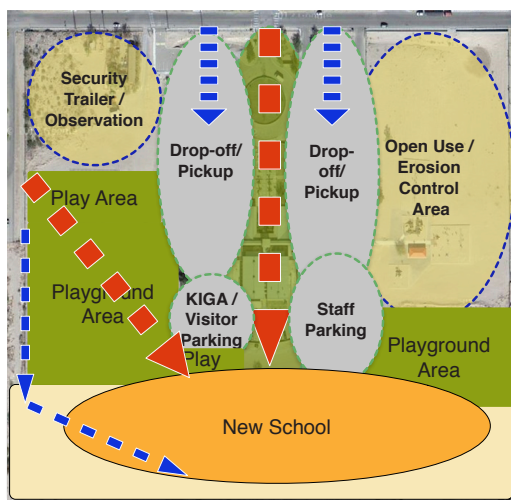 Security
Trailer /
Observation
Drop-off/
Pickup
Drop-
off/
Pickup
Open Use /
Erosion
Control
Area
Play Area
Playground
Area
KIGA /
Visitor
Parking
Play
Staff
Parking
Playground
Area
New School